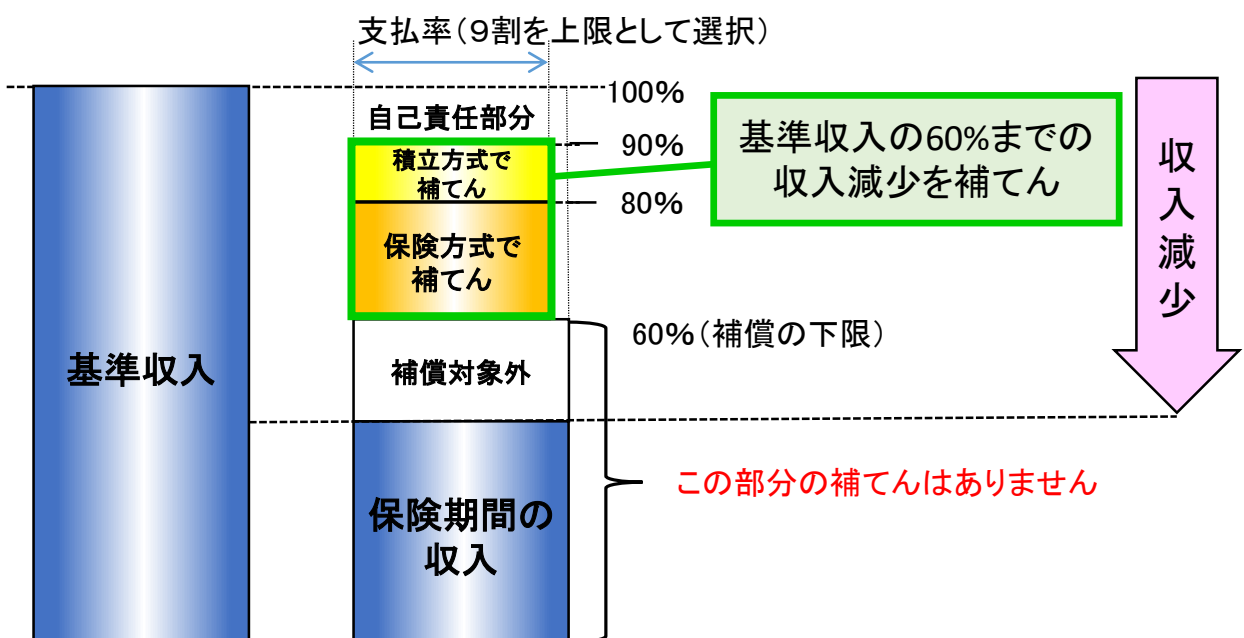 支払率（９割を上限として選択）
100%
自己責任部分
90%
積立方式で
補てん
80%
保険方式で
補てん
基準収入の60%までの
収入減少を補てん
収入減少
60%（補償の下限）
基準収入
補償対象外
この部分の補てんはありません
保険期間の
収入